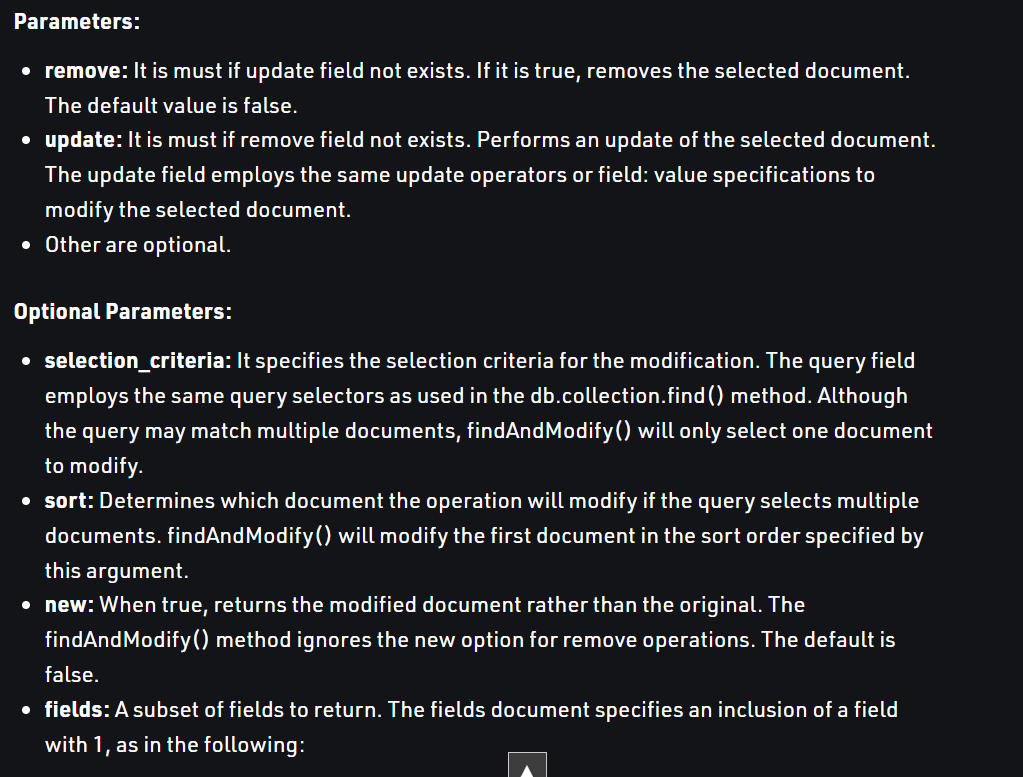 Parameters:
• remove: It is must if update field not exists. If it is true, removes the selected document.
The default value is false.
• update: It is must if remove field not exists. Performs an update of the selected document.
The update field employs the same update operators or field: value specifications to
modify the selected document.
• Other are optional.
Optional Parameters:
• selection_criteria: It specifies the selection criteria for the modification. The query field
employs the same query selectors as used in the db.collection.find() method. Although
the query may match multiple documents, findAndModify() will only select one document
to modify.
• sort: Determines which document the operation will modify if the query selects multiple
documents. findAndModify() will modify the first document in the sort order specified by
this argument.
• new: When true, returns the modified document rather than the original. The
findAndModify() method ignores the new option for remove operations. The default is
false.
• fields: A subset of fields to return. The fields document specifies an inclusion of a field
with 1, as in the following: